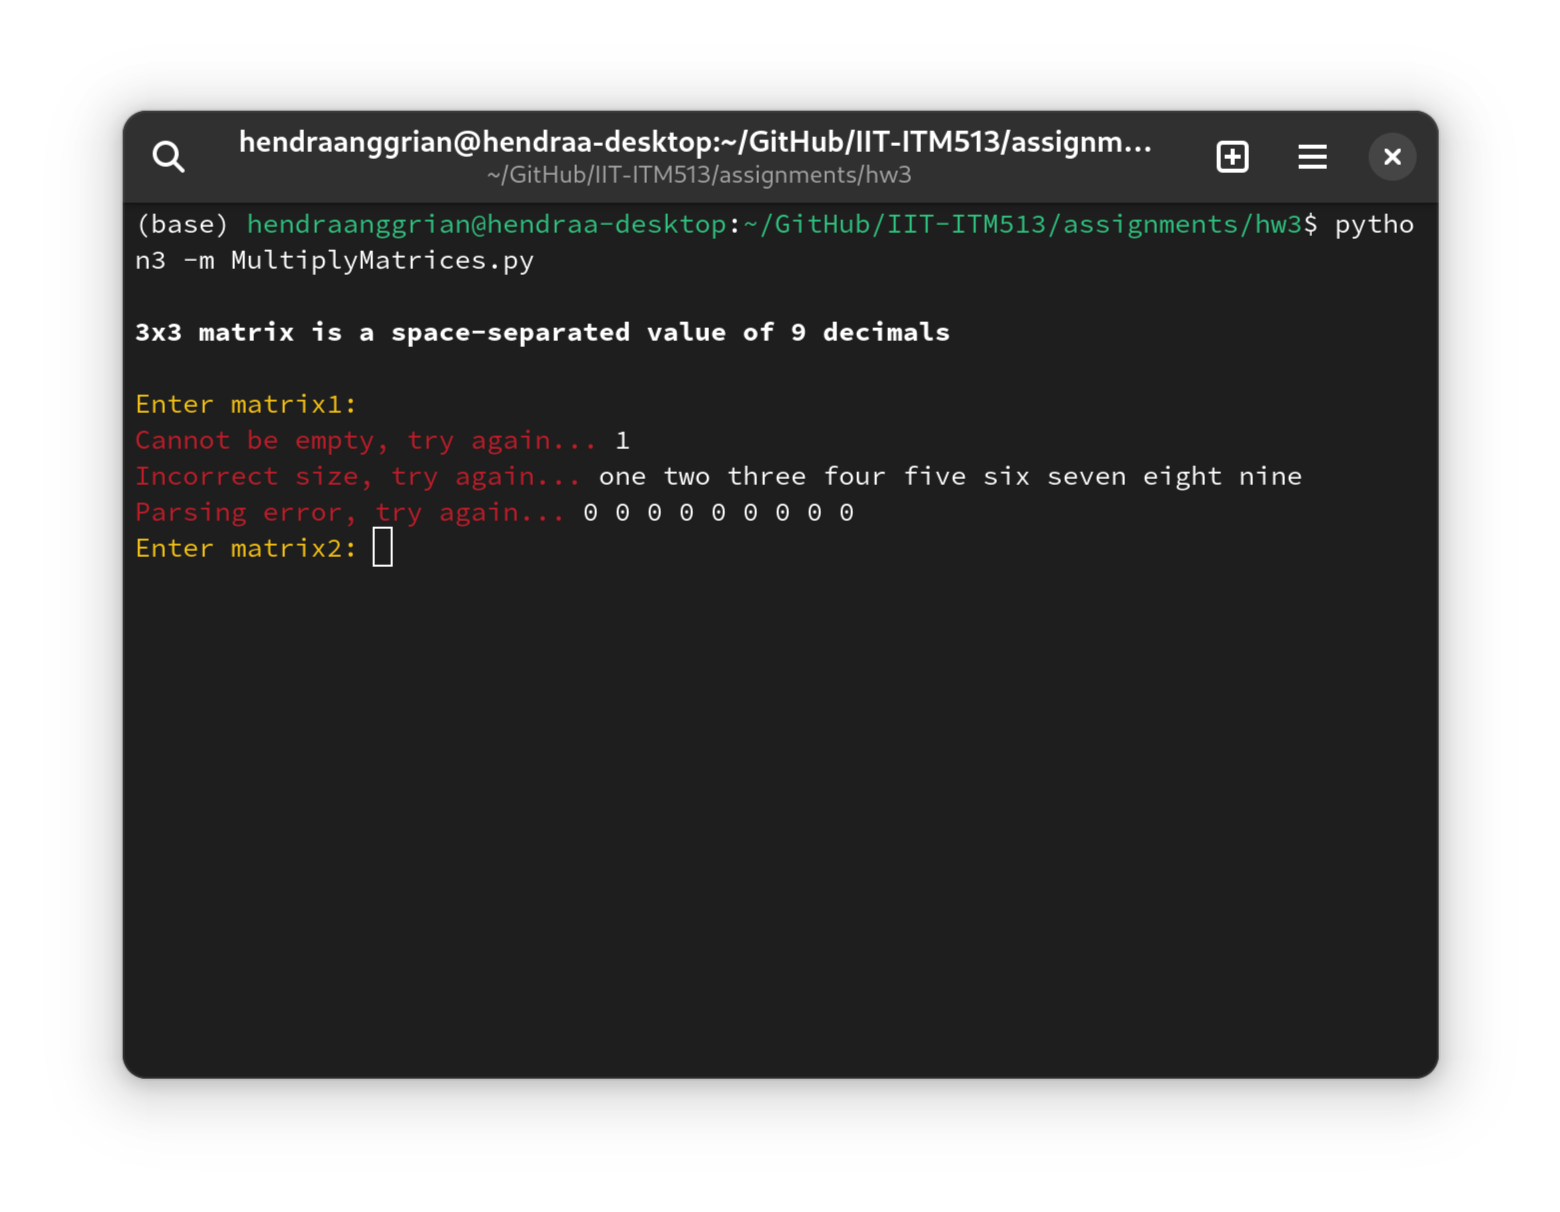 hendraanggrian@hendraa-desktop:~/GitHub/IIT-ITM513/assignm...
~/GitHub/IIT-ITM513/assignments/hw3
(base) hendraanggrian@hendraa-desktop:~/GitHub/IIT-ITM513/assignments/hw3$ pytho
n3 -m MultiplyMatrices.py
3x3 matrix is a space-separated value of 9 decimals
Enter matrix1:
Cannot be empty, try again... 1
Incorrect size, try again... one two three four five six seven eight nine
Parsing error, try again... 0 0 0 0 0 0 0 0 0
Enter matrix2: